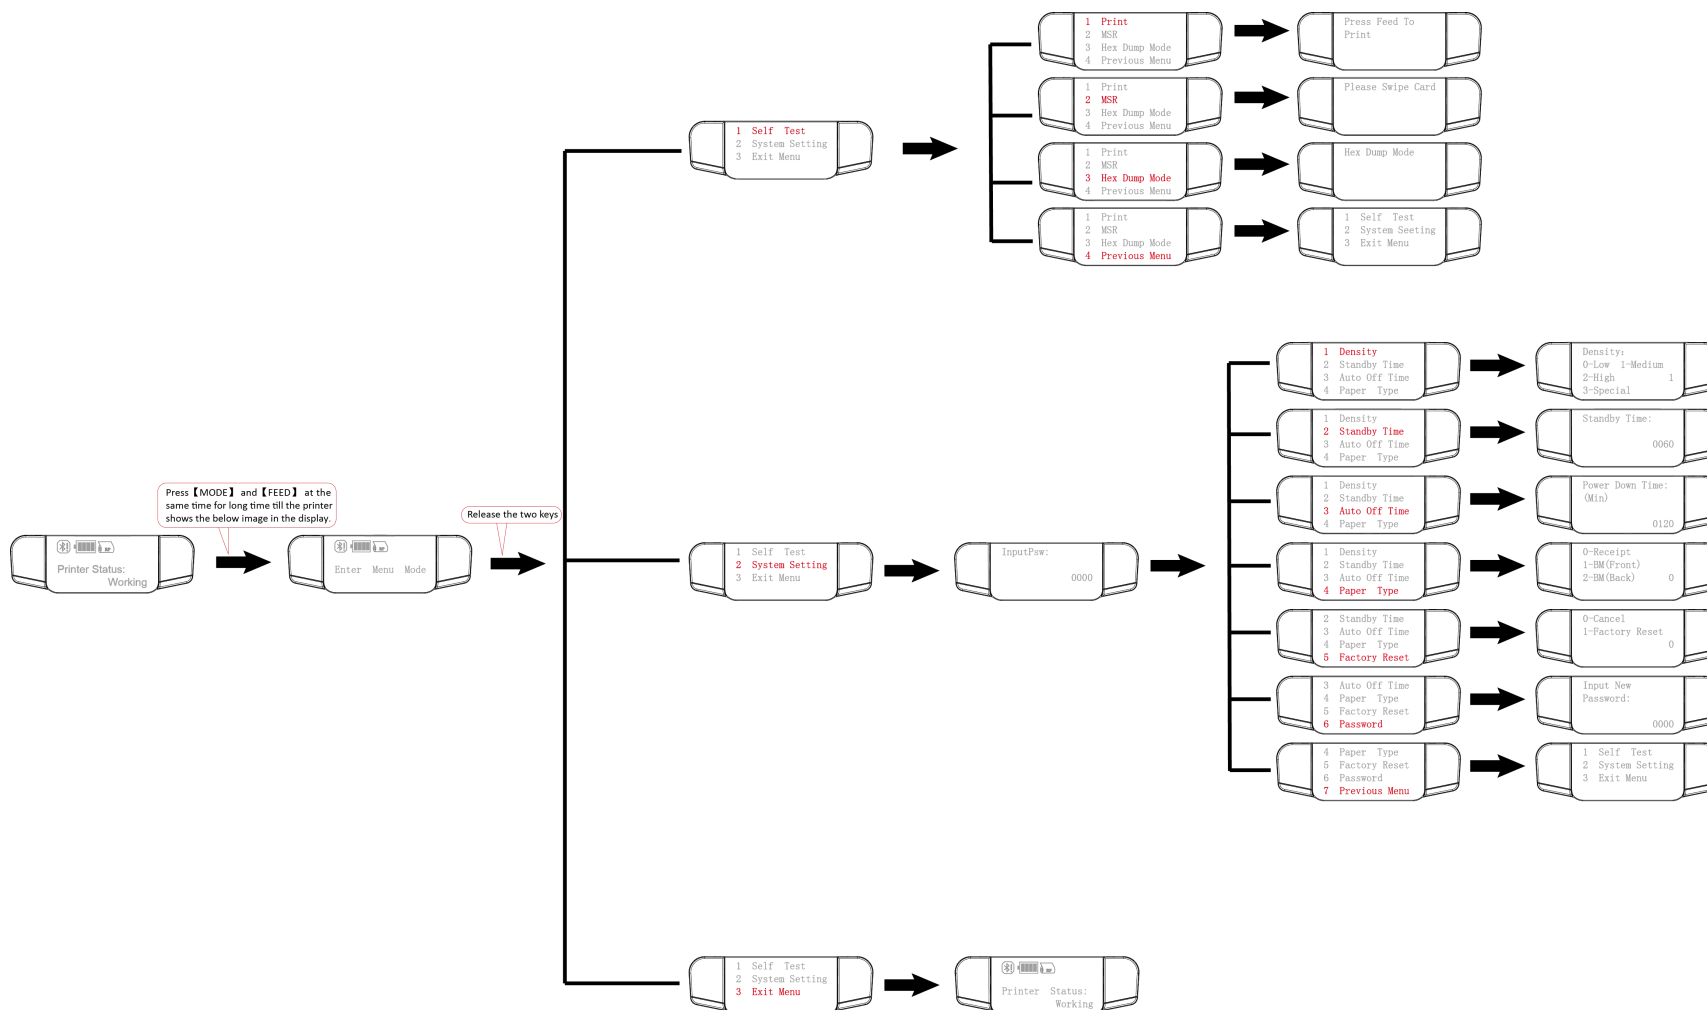 1 Print
2 MSR
3 Hex Dump Mode
4 Previous Menu
Press Feed To
Print
1 Print
2 MSR
3 Hex Dump Mode
4 Previous Menu
Please Swipe Card
1 Self Test
2 System Setting
3 Exit Menu
1 Print
2 MSR
3 Hex Dump Mode
4 Previous Menu
Hex Dump Mode
1 Print
2 MSR
3 Hex Dump Mode
4 Previous Menu
1 Self Test
2 System Seeting
3 Exit Menu
1 Density
2 Standby Time
3 Auto Off Time
4 Paper Type
Density:
0-Low 1-Medium
2-High 1
3-Special
1 Density
2 Standby Time
3 Auto Off Time
4 Paper Type
Standby Time:
0060
1 Density
2 Standby Time
3 Auto Off Time
4 Paper Type
Power Down Time:
(Min)
0120
Press【MODE】and【FEED】at the
same time for long time till the printer
shows the below image in the display.
Release the two keys
Printer Status:
Working
RP
Enter Menu Mode
RP
1 Self Test
2 System Setting
3 Exit Menu
InputPsw:
0000
1 Density
2 Standby Time
3 Auto Off Time
4 Paper Type
0-Receipt
1-BM(Front)
2-BM(Back) 0
2 Standby Time
3 Auto Off Time
4 Paper Type
5 Factory Reset
0-Cancel
1-Factory Reset
0
3 Auto Off Time
4 Paper Type
5 Factory Reset
6 Password
Input New
Password:
0000
4 Paper Type
5 Factory Reset
6 Password
7 Previous Menu
1 Self Test
2 System Setting
3 Exit Menu
1 Self Test
2 System Setting
3 Exit Menu
RP
Printer Status:
Working